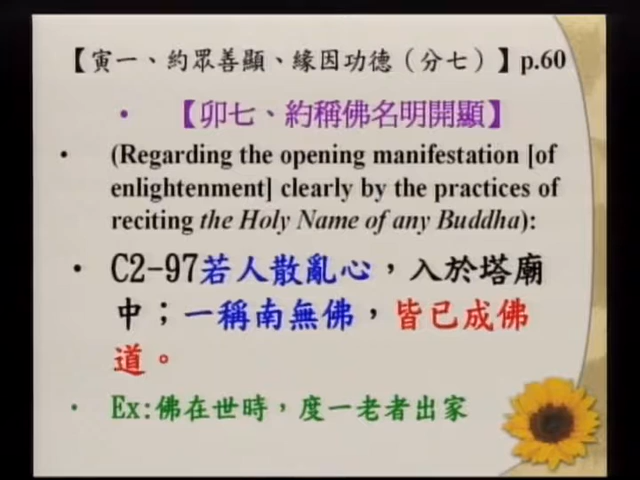 【寅一、約眾善顯、緣因功德（分七）】p.60
• 【卯七、約稱佛名明開顯】
• (Regarding the opening manifestation [of
enlightenment] clearly by the practices of
reciting the Holy Name of any Buddha):
• C2-97若人散亂心，入於塔廟
中；一稱南無佛，皆已成佛
道。
• Ex:佛在世時，度一老者出家